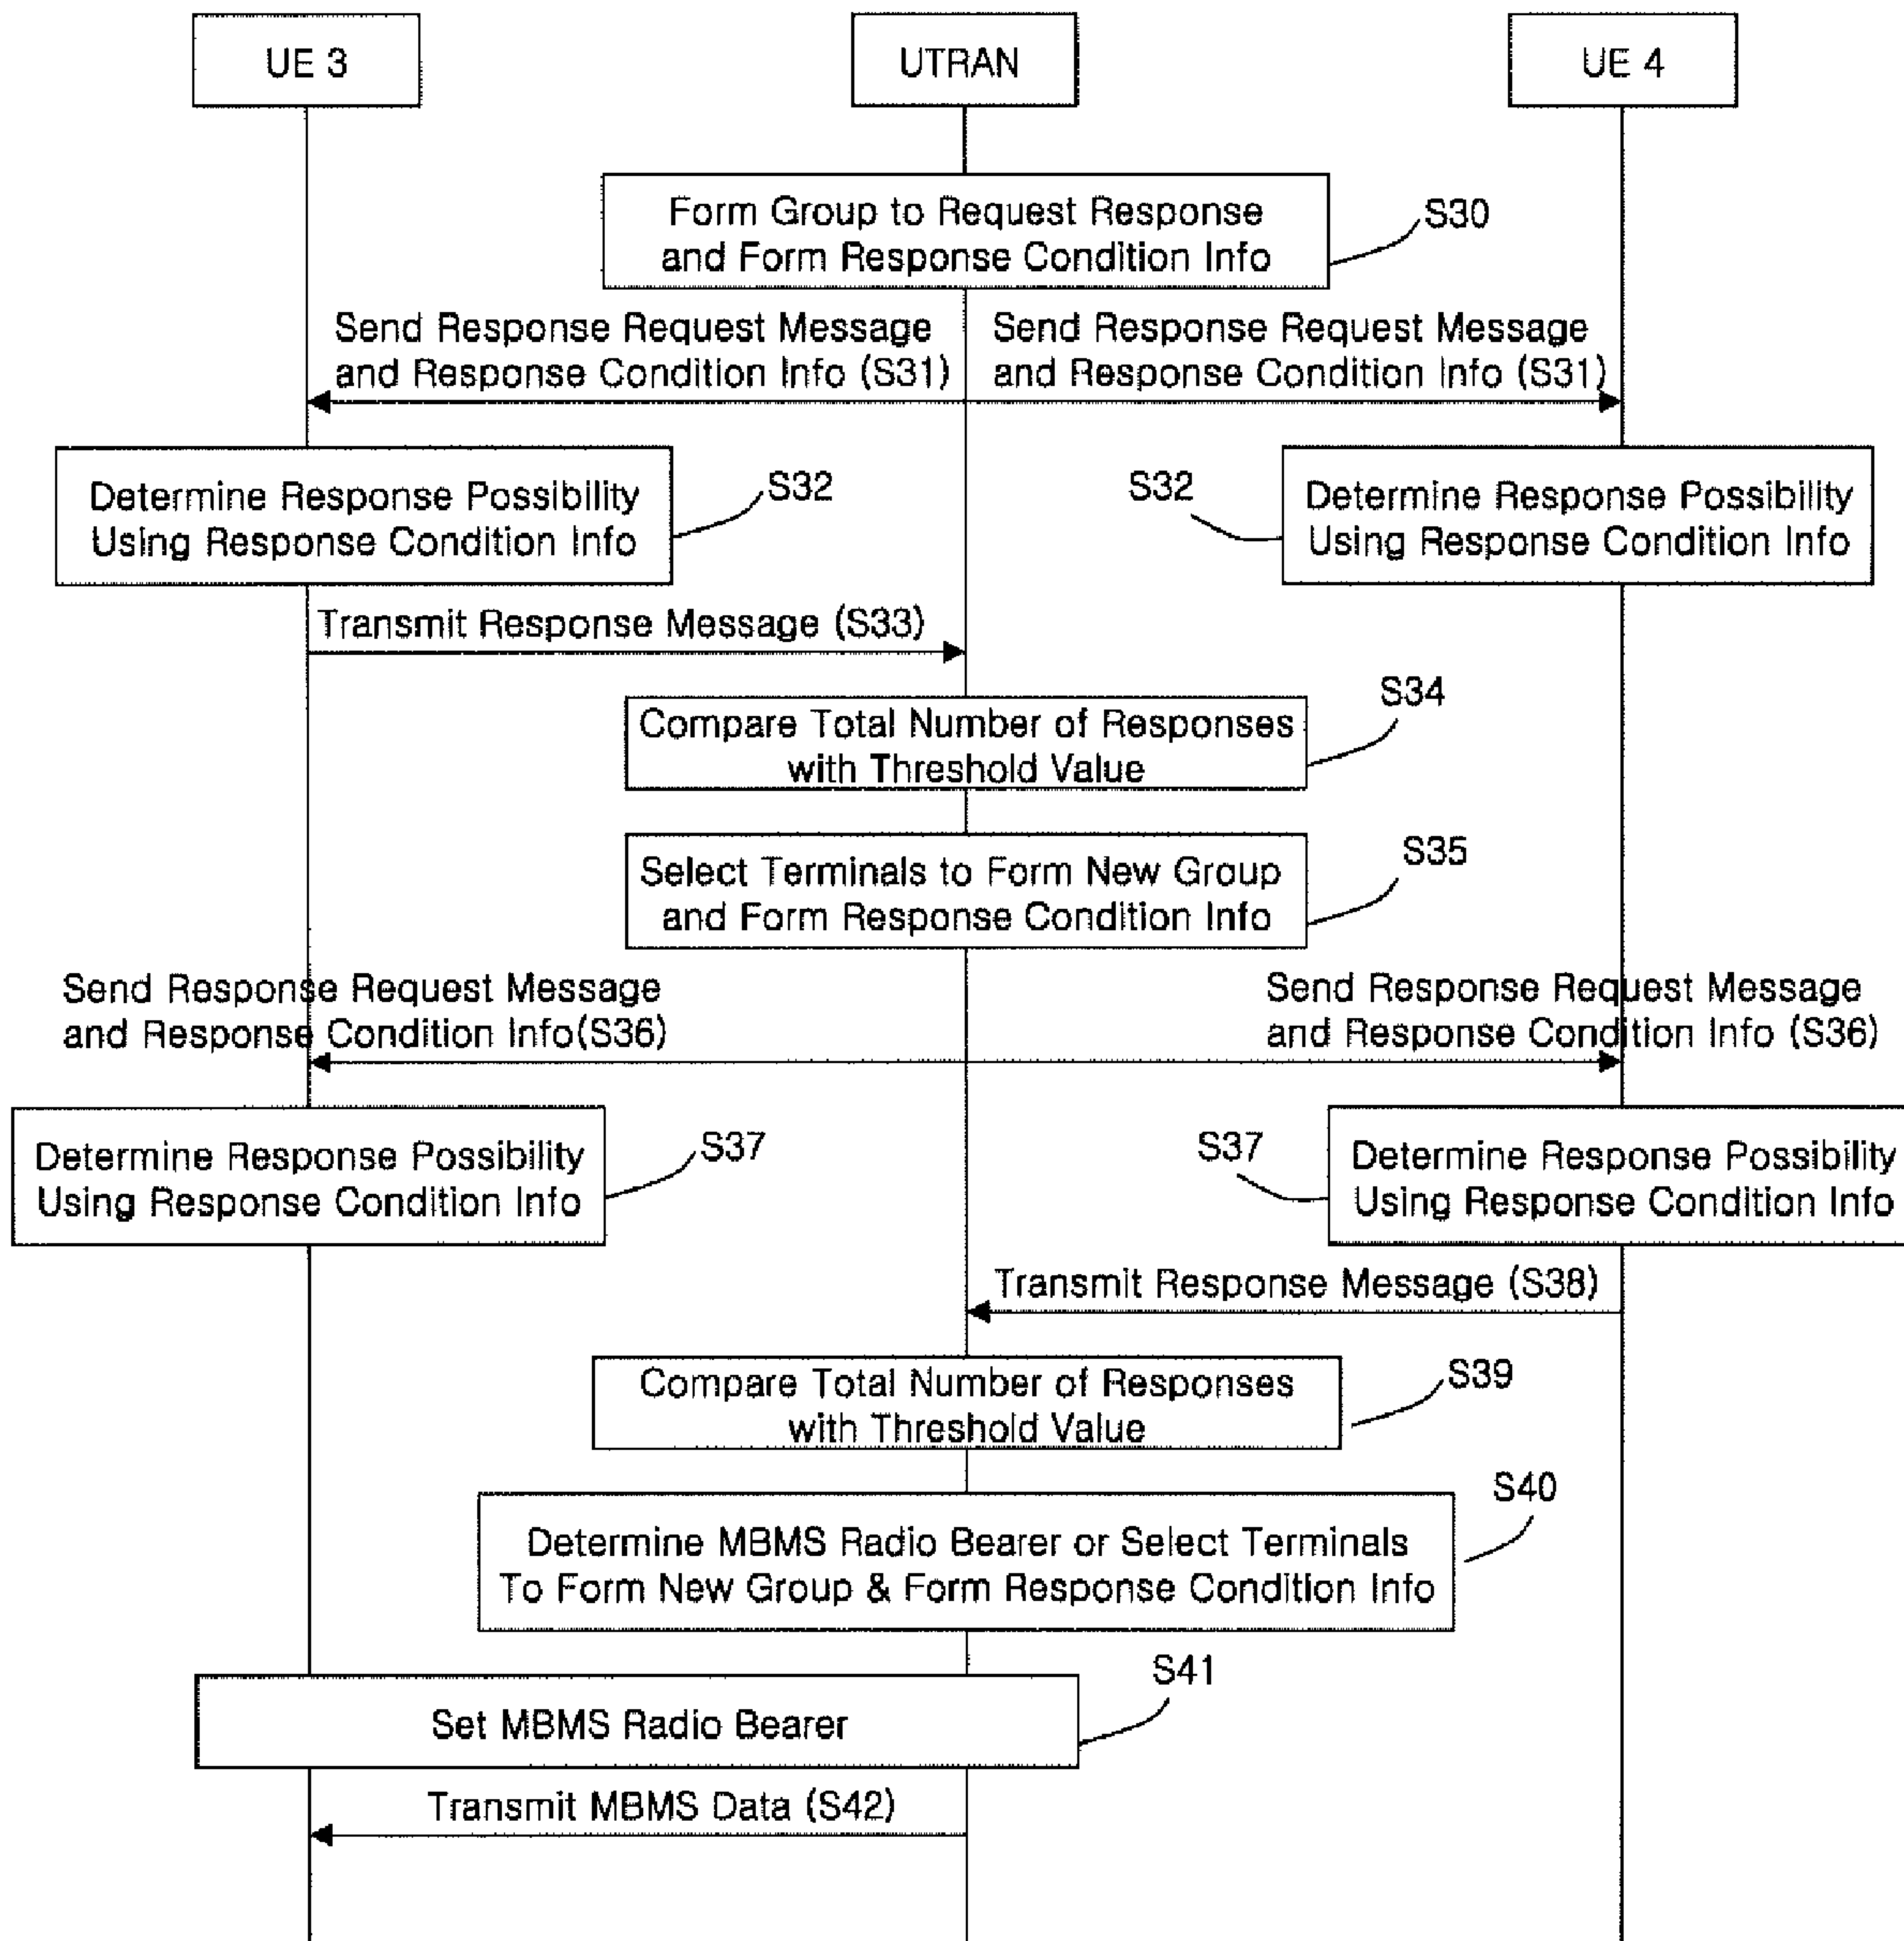 UE 3
UTRAN
UE 4
Form Group to Request Response
and Form Response Condition Info
S30
Send Response Request Message
and Response Condition Info (S31)
Send Response Request Message
and Response Condition Info (S31)
Determine Response Possibility
Using Response Condition Info
S32
S32
Determine Response Possibility
Using Response Condition Info
Transmit Response Message (S33)
Compare Total Number of Responses
with Threshold Value
S34
Select Terminals to Form New Group
and Form Response Condition Info
S35
Send Response Request Message
and Response Condition Info(S36)
Send Response Request Message
and Response Condition Info (S36)
Determine Response Possibility
Using Response Condition Info
S37
S37
Determine Response Possibility
Using Response Condition Info
Transmit Response Message (S38)
Compare Total Number of Responses
with Threshold Value
S39
Determine MBMS Radio Bearer or Select Terminals
To Form New Group & Form Response Condition Info
S40
Set MBMS Radio Bearer
S41
Transmit MBMS Data (S42)